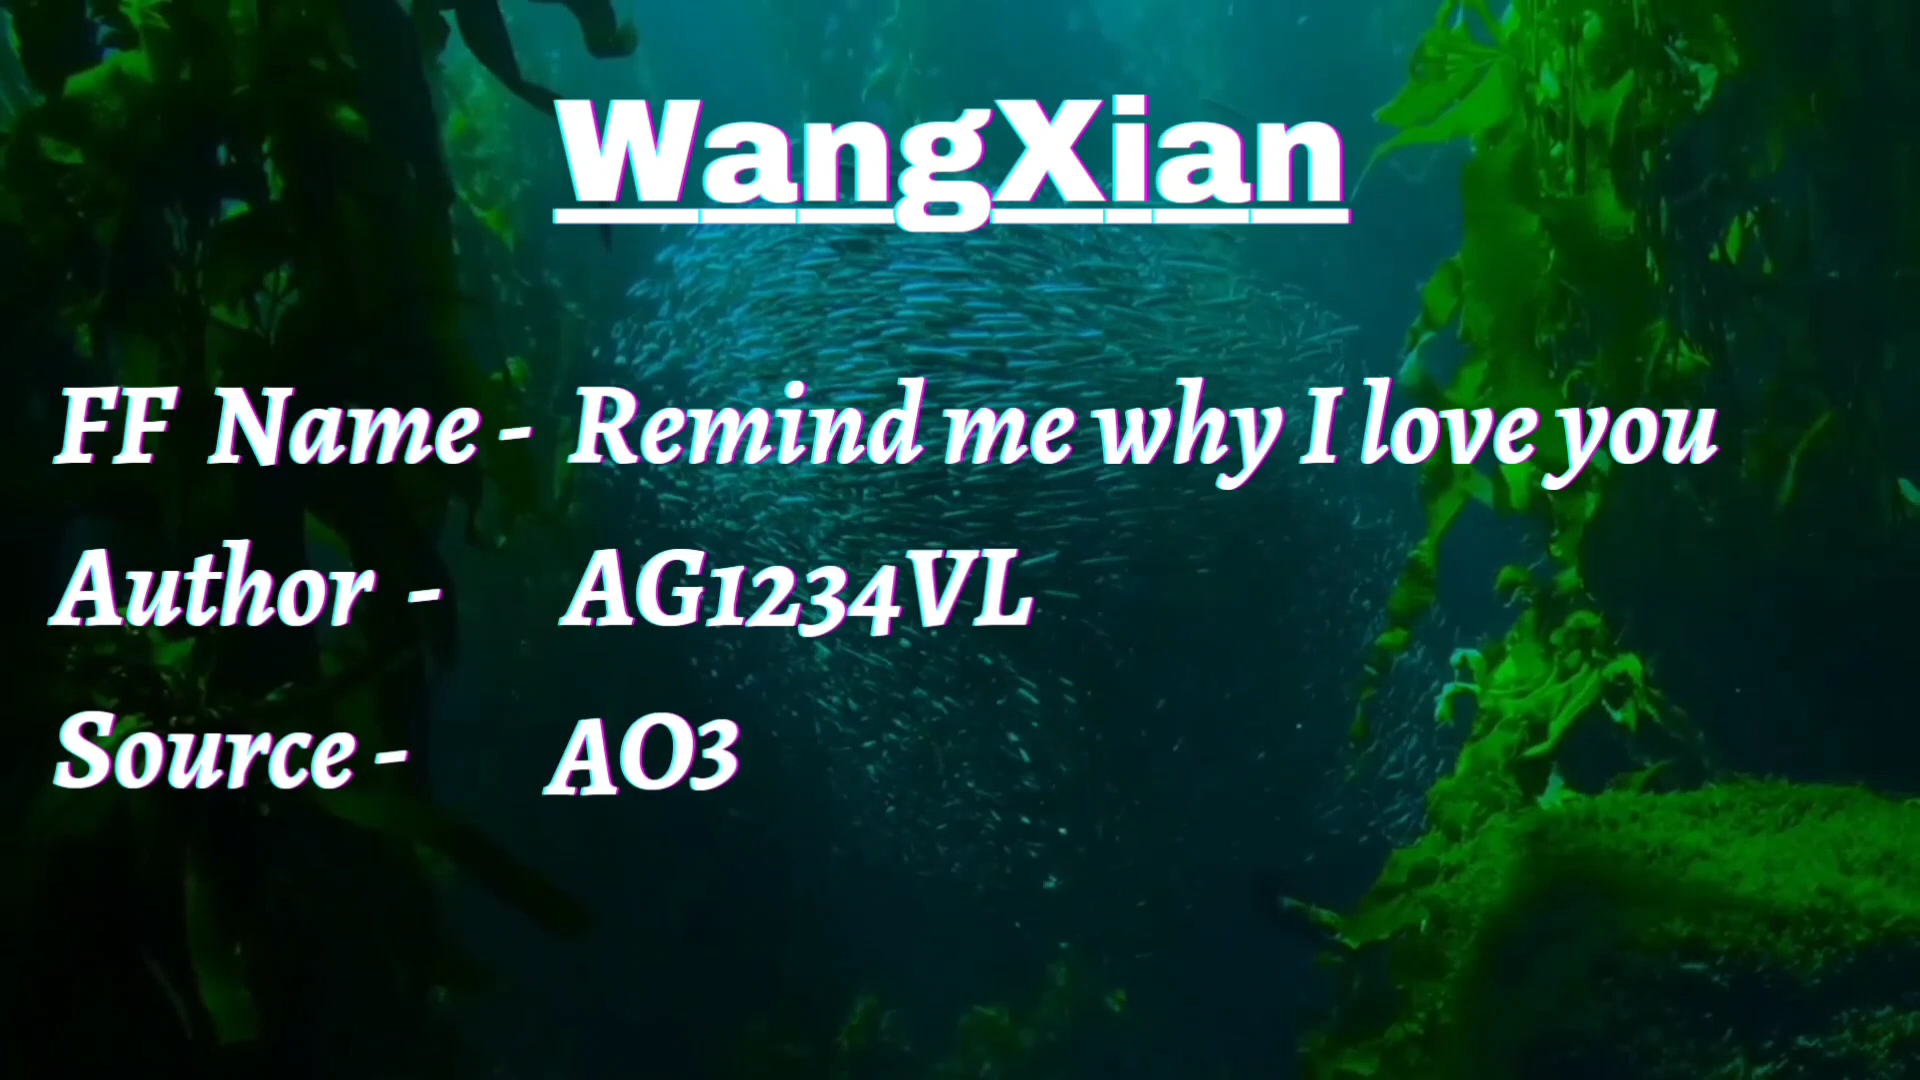 WangXian
FF Name - Remind me why I love you
Author - AG1234VL
Source - AO3